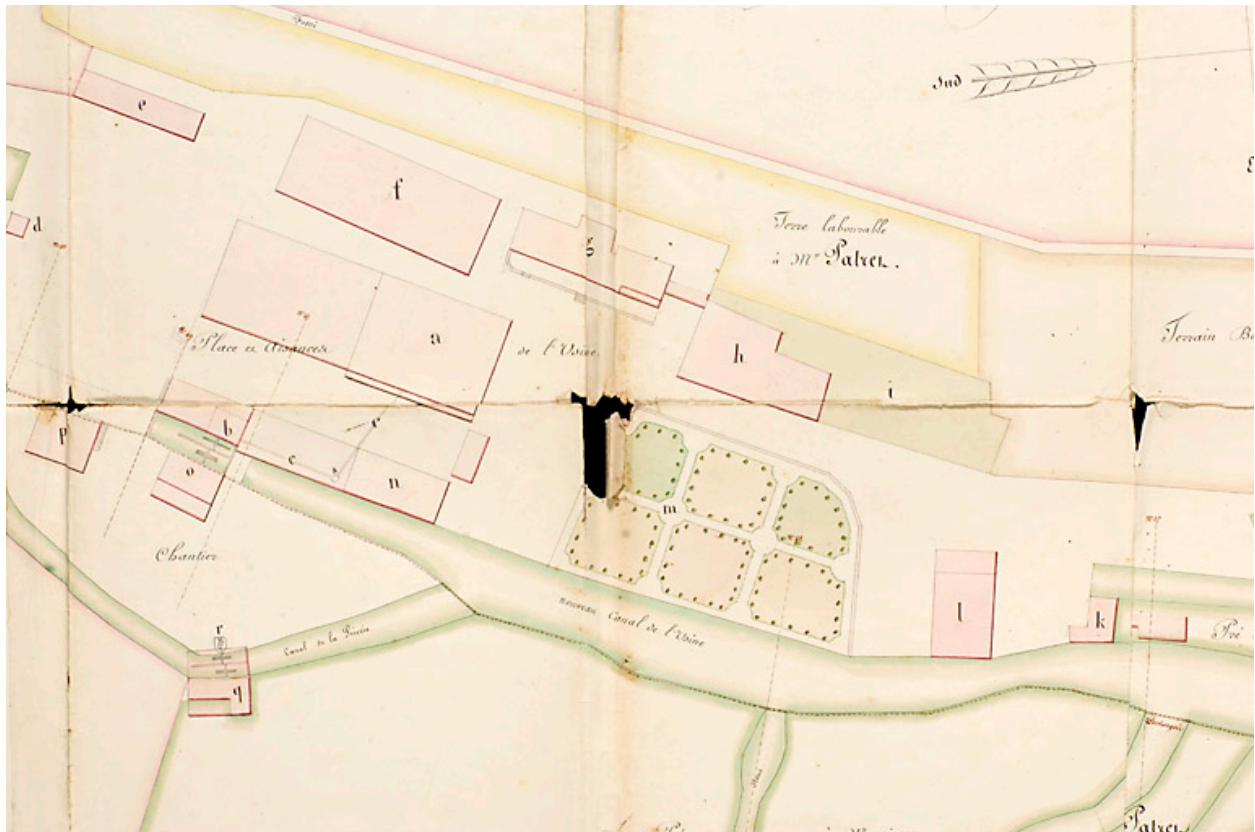 Fossé
Sud
e
f
d
g
Terre labourable
à Mr Patret.
Place et Aisances
a
de l'Usine.
h
Terrain
i
c
p
b
e
n
o
m
Chantier
nouveau Canal de l'Usine
l
k
r
Canal de la
Pré
q
Patret